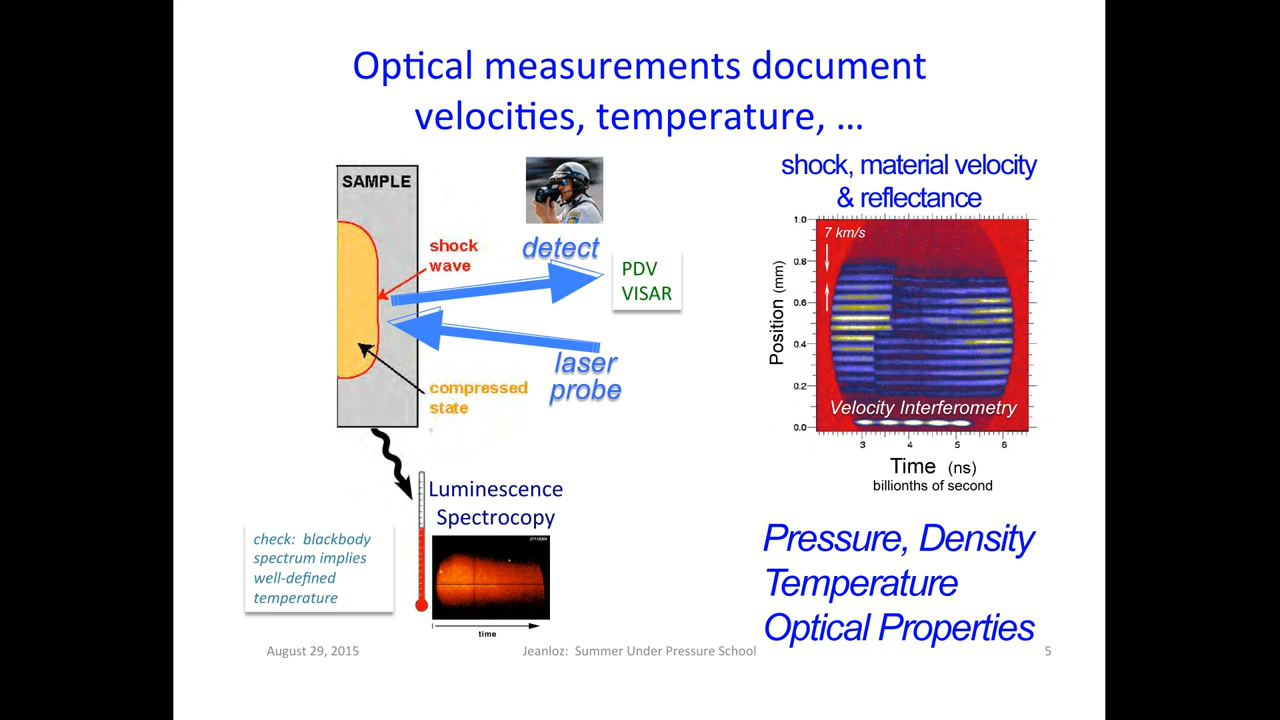 Optical measurements document
velocities, temperature, ...
SAMPLE
shock
wave
compressed
state
detect
PDV
VISAR
laser
probe
Luminescence
Spectrocopy
check: blackbody
spectrum implies
well-defined
temperature
time
shock, material velocity
& reflectance
7 km/s
1.0
0.8
0.6
0.4
0.2
0.0
Position (mm)
Velocity Interferometry
3 4 5 6
Time (ns)
billionths of second
Pressure, Density
Temperature
Optical Properties
August 29, 2015
Jeanloz: Summer Under Pressure School
5